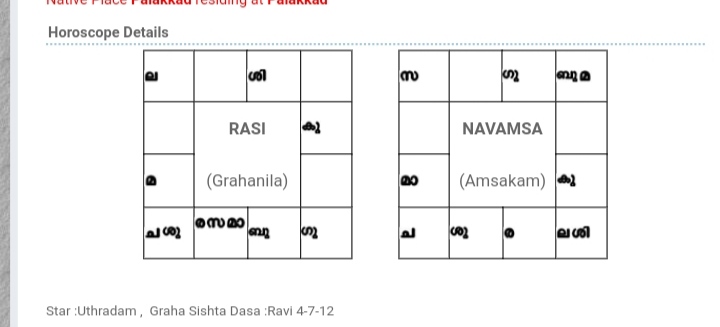 Native Place Palakkad residing at Palakkad
Horoscope Details
ല ശി
RASI കു
മ (Grahanila)
ച ശു ര സ മാ ബു ഗു
സ ഗു ബു മ
NAVAMSA
മാ (Amsakam) കു
ച ശു ര ല ശി
Star :Uthradam , Graha Sishta Dasa :Ravi 4-7-12